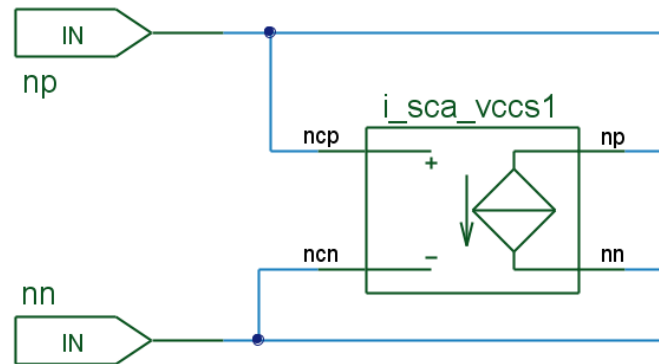 IN
np
i_sca_vccs1
ncp
np
+
ncn
−
nn
nn
IN